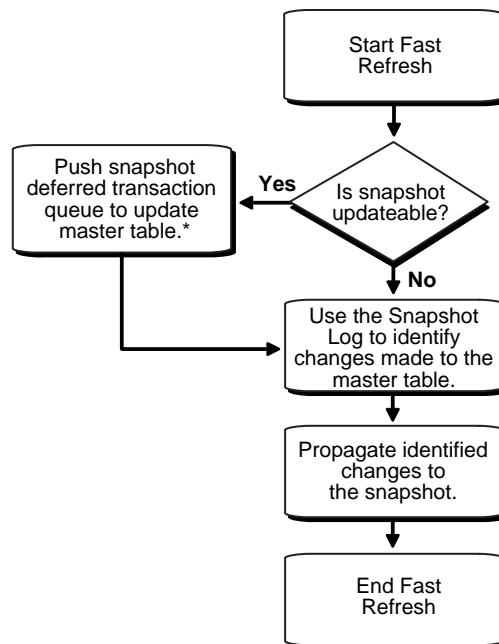 Start Fast
Refresh
Push snapshot
deferred transaction
queue to update
master table.*
Yes
Is snapshot
updateable?
No
Use the Snapshot
Log to identify
changes made to the
master table.
Propagate identified
changes to
the snapshot.
End Fast
Refresh